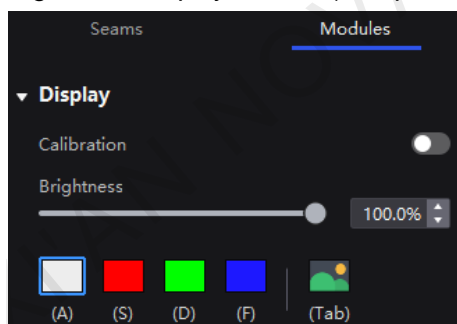 Seams Modules
Display
Calibration
Brightness
100.0%
(A) (S) (D) (F) (Tab)